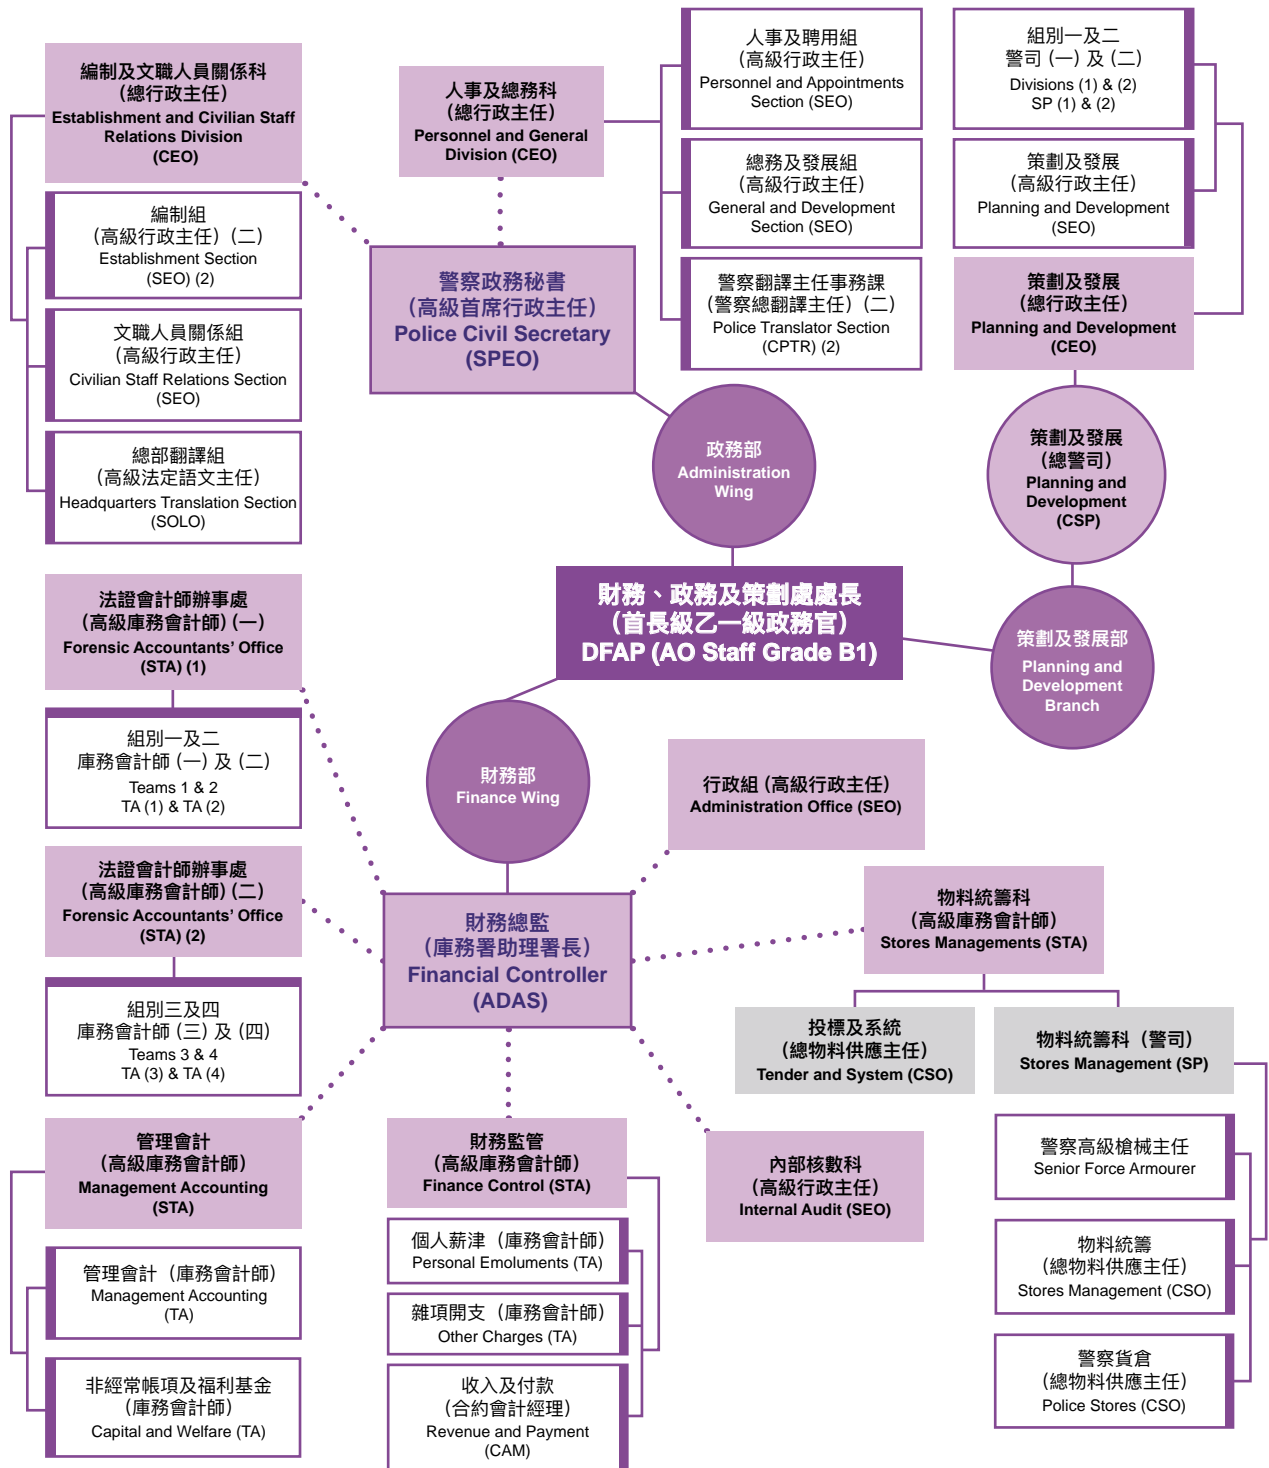 編制及文職人員關係科
(總行政主任)
Establishment and Civilian Staff
Relations Division
(CEO)
編制組
(高級行政主任) (二)
Establishment Section
(SEO) (2)
文職人員關係組
(高級行政主任)
Civilian Staff Relations Section
(SEO)
總部翻譯組
(高級法定語文主任)
Headquarters Translation Section
(SOLO)
人事及總務科
(總行政主任)
Personnel and General
Division (CEO)
人事及聘用組
(高級行政主任)
Personnel and Appointments
Section (SEO)
總務及發展組
(高級行政主任)
General and Development
Section (SEO)
警察翻譯主任事務課
(警察總翻譯主任) (二)
Police Translator Section
(CPTR) (2)
組別一及二
警司 (一) 及 (二)
Divisions (1) & (2)
SP (1) & (2)
策劃及發展
(高級行政主任)
Planning and Development
(SEO)
策劃及發展
(總行政主任)
Planning and Development
(CEO)
警察政務秘書
(高級首席行政主任)
Police Civil Secretary
(SPEO)
政務部
Administration
Wing
策劃及發展
(總警司)
Planning and
Development
(CSP)
財務、政務及策劃處處長
(首長級乙一級政務官)
DFAP (AO Staff Grade B1)
策劃及發展部
Planning and
Development
Branch
法證會計師辦事處
(高級庫務會計師) (一)
Forensic Accountants' Office
(STA) (1)
組別一及二
庫務會計師 (一) 及 (二)
Teams 1 & 2
TA (1) & TA (2)
法證會計師辦事處
(高級庫務會計師) (二)
Forensic Accountants' Office
(STA) (2)
組別三及四
庫務會計師 (三) 及 (四)
Teams 3 & 4
TA (3) & TA (4)
財務部
Finance Wing
行政組 (高級行政主任)
Administration Office (SEO)
財務總監
(庫務署助理署長)
Financial Controller
(ADAS)
物料統籌科
(高級庫務會計師)
Stores Managements (STA)
投標及系統
(總物料供應主任)
Tender and System (CSO)
物料統籌科 (警司)
Stores Management (SP)
警察高級槍械主任
Senior Force Armourer
物料統籌
(總物料供應主任)
Stores Management (CSO)
警察貨倉
(總物料供應主任)
Police Stores (CSO)
管理會計
(高級庫務會計師)
Management Accounting
(STA)
管理會計 (庫務會計師)
Management Accounting
(TA)
非經常帳項及福利基金
(庫務會計師)
Capital and Welfare (TA)
財務監管
(高級庫務會計師)
Finance Control (STA)
個人薪津 (庫務會計師)
Personal Emoluments (TA)
雜項開支 (庫務會計師)
Other Charges (TA)
收入及付款
(合約會計經理)
Revenue and Payment
(CAM)
內部核數科
(高級行政主任)
Internal Audit (SEO)